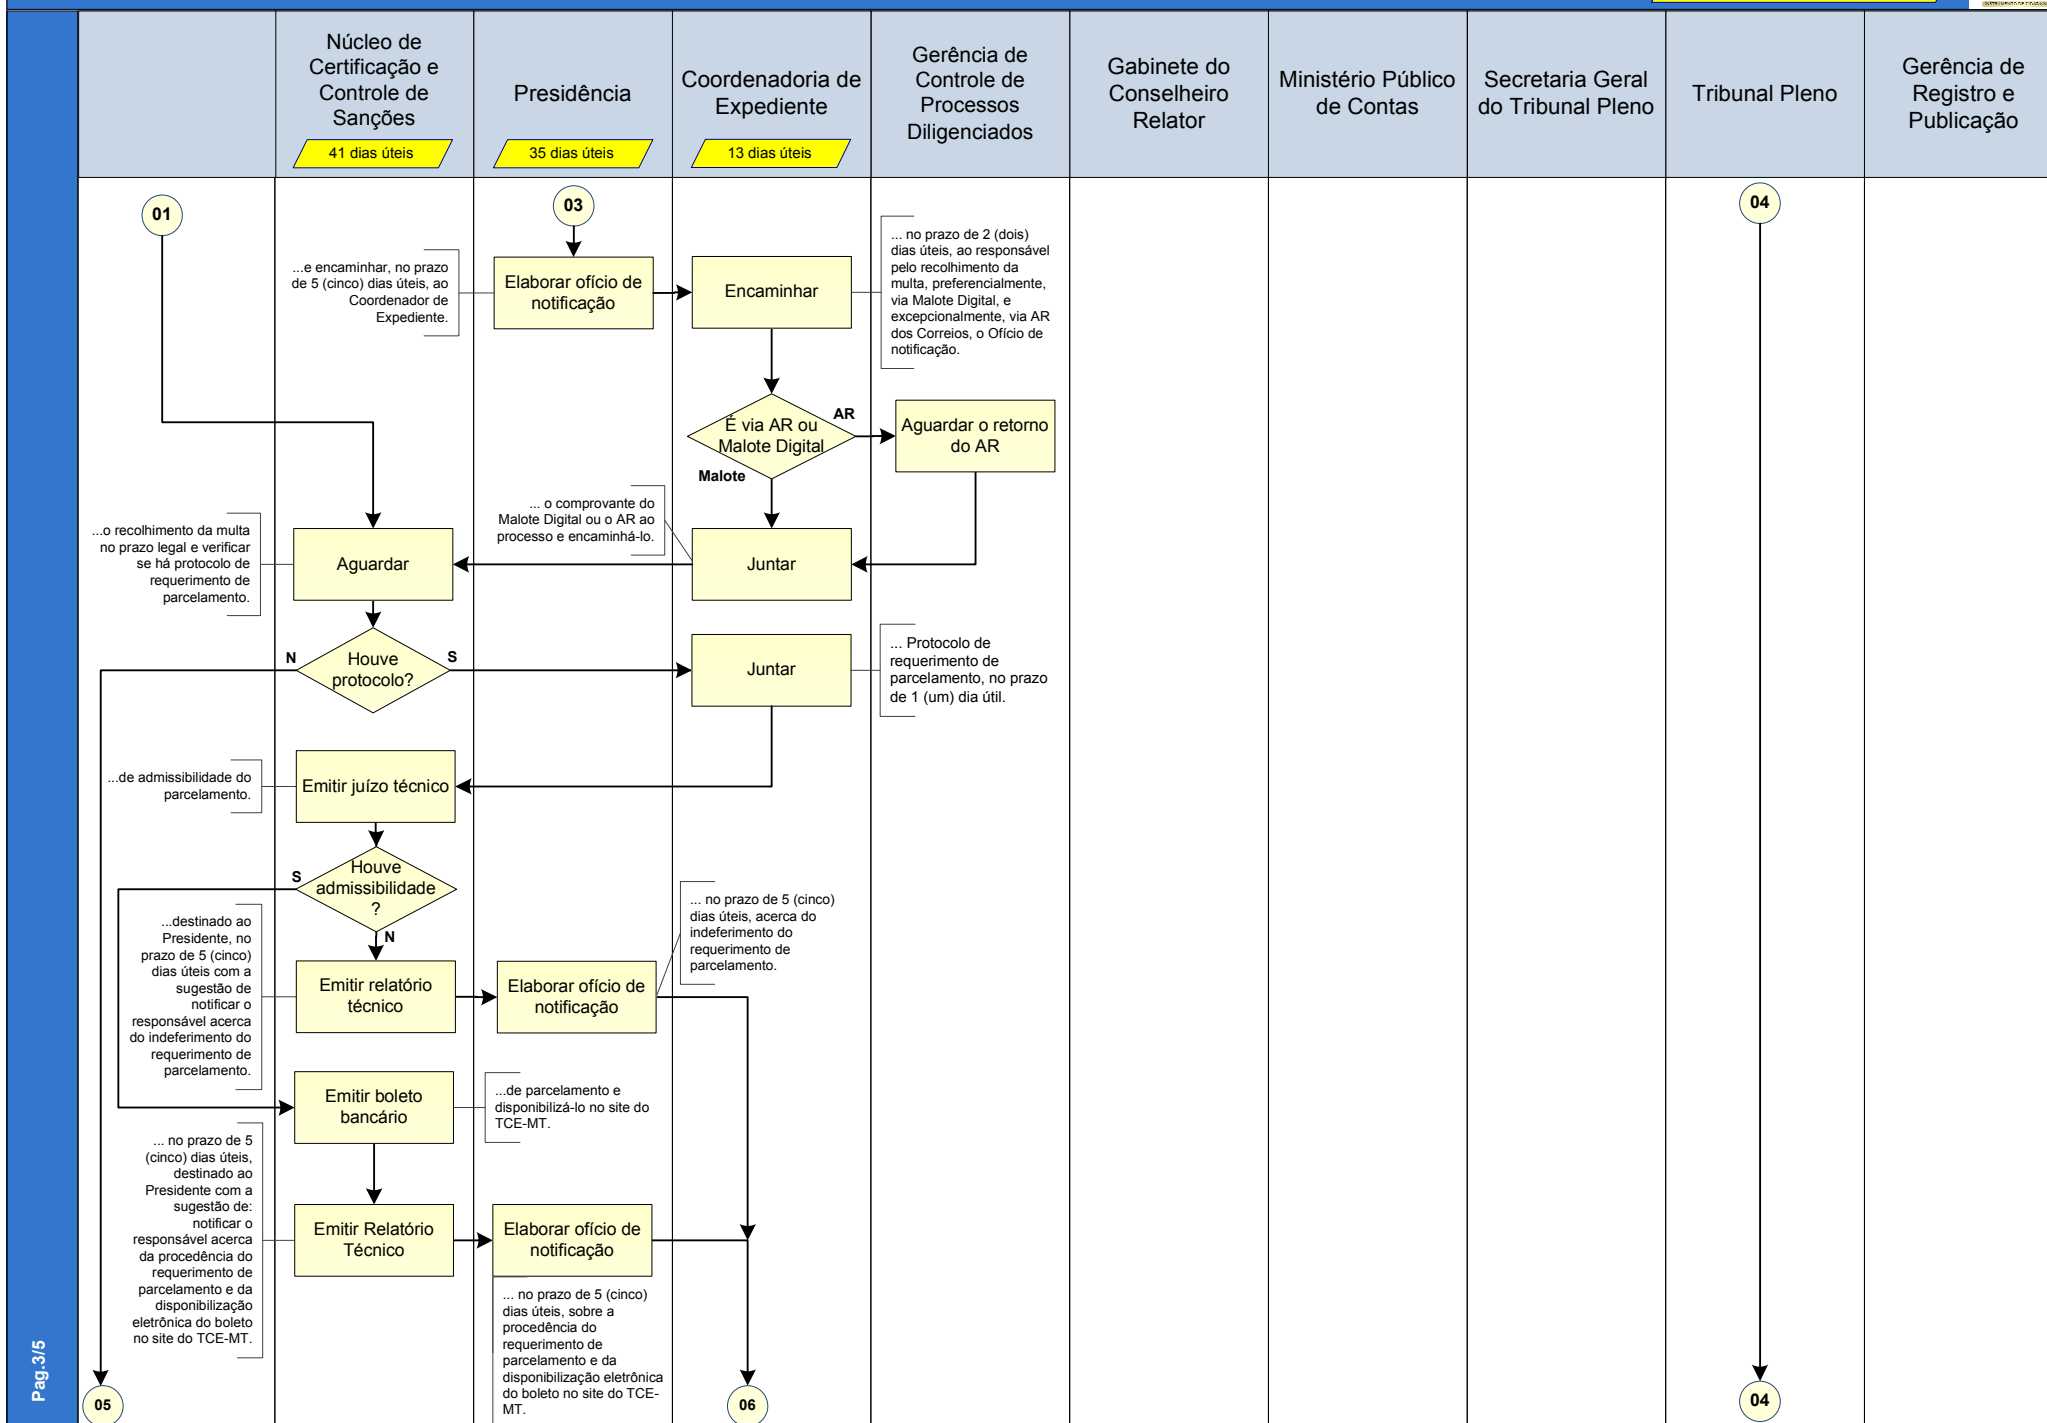 Núcleo de
Certificação e
Controle de
Sanções
41 dias úteis
Presidência
35 dias úteis
Coordenadoria de
Expediente
13 dias úteis
Gerência de
Controle de
Processos
Diligenciados
Gabinete do
Conselheiro
Relator
Ministério Público
de Contas
Secretaria Geral
do Tribunal Pleno
Tribunal Pleno
Gerência de
Registro e
Publicação
01
03
04
...e encaminhar, no prazo
de 5 (cinco) dias úteis, ao
Coordenador de
Expediente.
Elaborar ofício de
notificação
Encaminhar
... no prazo de 2 (dois)
dias úteis, ao responsável
pelo recolhimento da
multa, preferencialmente,
via Malote Digital, e
excepcionalmente, via AR
dos Correios, o Ofício de
notificação.
É via AR ou
Malote Digital
AR
Malote
Aguardar o retorno
do AR
... o comprovante do
Malote Digital ou o AR ao
processo e encaminhá-lo.
...o recolhimento da multa
no prazo legal e verificar
se há protocolo de
requerimento de
parcelamento.
Aguardar
Juntar
N
Houve
protocolo?
S
Juntar
... Protocolo de
requerimento de
parcelamento, no prazo
de 1 (um) dia útil.
...de admissibilidade do
parcelamento.
Emitir juízo técnico
S
Houve
admissibilidade
?
N
...destinado ao
Presidente, no
prazo de 5 (cinco)
dias úteis com a
sugestão de
notificar o
responsável acerca
do indeferimento do
requerimento de
parcelamento.
Emitir relatório
técnico
Elaborar ofício de
notificação
... no prazo de 5 (cinco)
dias úteis, acerca do
indeferimento do
requerimento de
parcelamento.
Emitir boleto
bancário
...de parcelamento e
disponibilizá-lo no site do
TCE-MT.
... no prazo de 5
(cinco) dias úteis,
destinado ao
Presidente com a
sugestão de:
notificar o
responsável acerca
da procedência do
requerimento de
parcelamento e da
disponibilização
eletrônica do boleto
no site do TCE-MT.
Emitir Relatório
Técnico
Elaborar ofício de
notificação
... no prazo de 5 (cinco)
dias úteis, sobre a
procedência do
requerimento de
parcelamento e da
disponibilização eletrônica
do boleto no site do TCE-
MT.
05
06
04
Pag.3/5